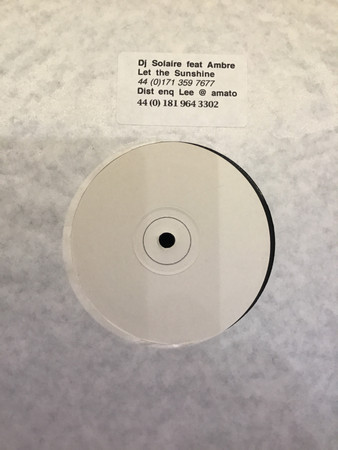 Dj Solaire feat Ambre
Let the Sunshine
44 (0)171 359 7677
Dist enq Lee @ amato
44 (0) 181 964 3302